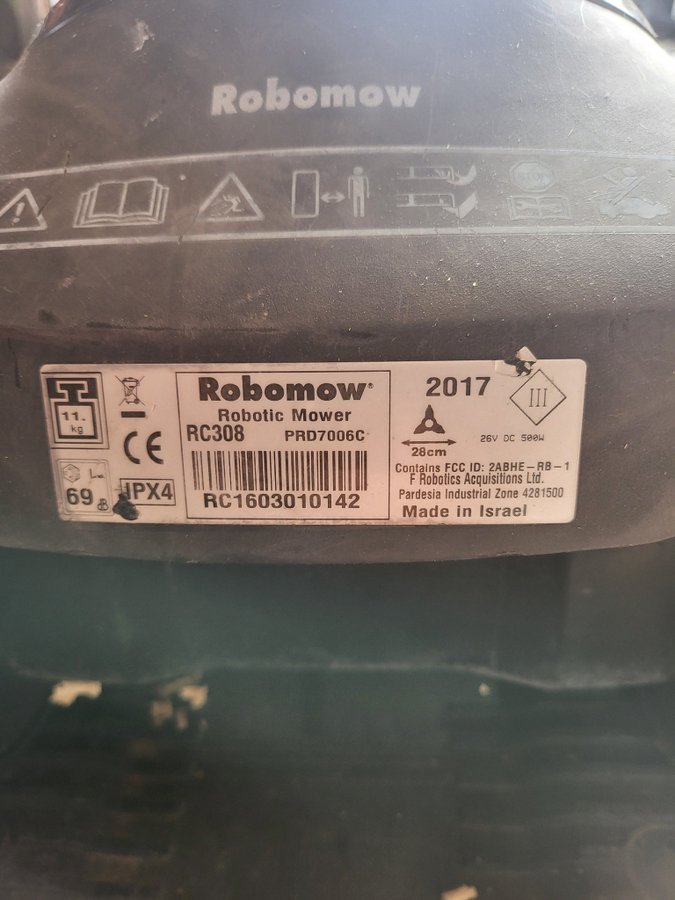 Robomow
11.
kg
69 dB
IPX4
CE
Robomow®
Robotic Mower
RC308 PRD7006C
RC1603010142
2017
III
28cm
26V DC 500W
Contains FCC ID: 2ABHE-RB-1
F Robotics Acquisitions Ltd.
Pardesia Industrial Zone 4281500
Made in Israel